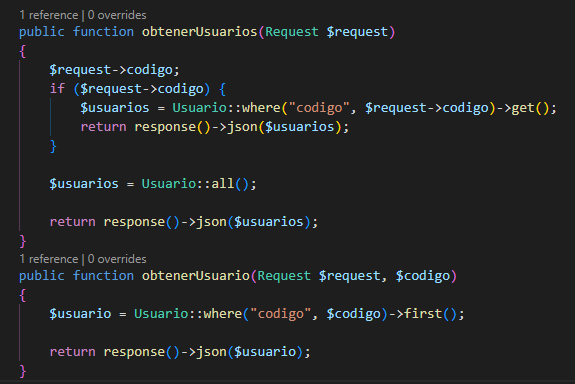 1 reference | 0 overrides
public function obtenerUsuarios(Request $request)
{
$request->codigo;
if ($request->codigo) {
$usuarios = Usuario::where("codigo", $request->codigo)->get();
return response()->json($usuarios);
}
$usuarios = Usuario::all();
return response()->json($usuarios);
}
1 reference | 0 overrides
public function obtenerUsuario(Request $request, $codigo)
{
$usuario = Usuario::where("codigo", $codigo)->first();
return response()->json($usuario);
}